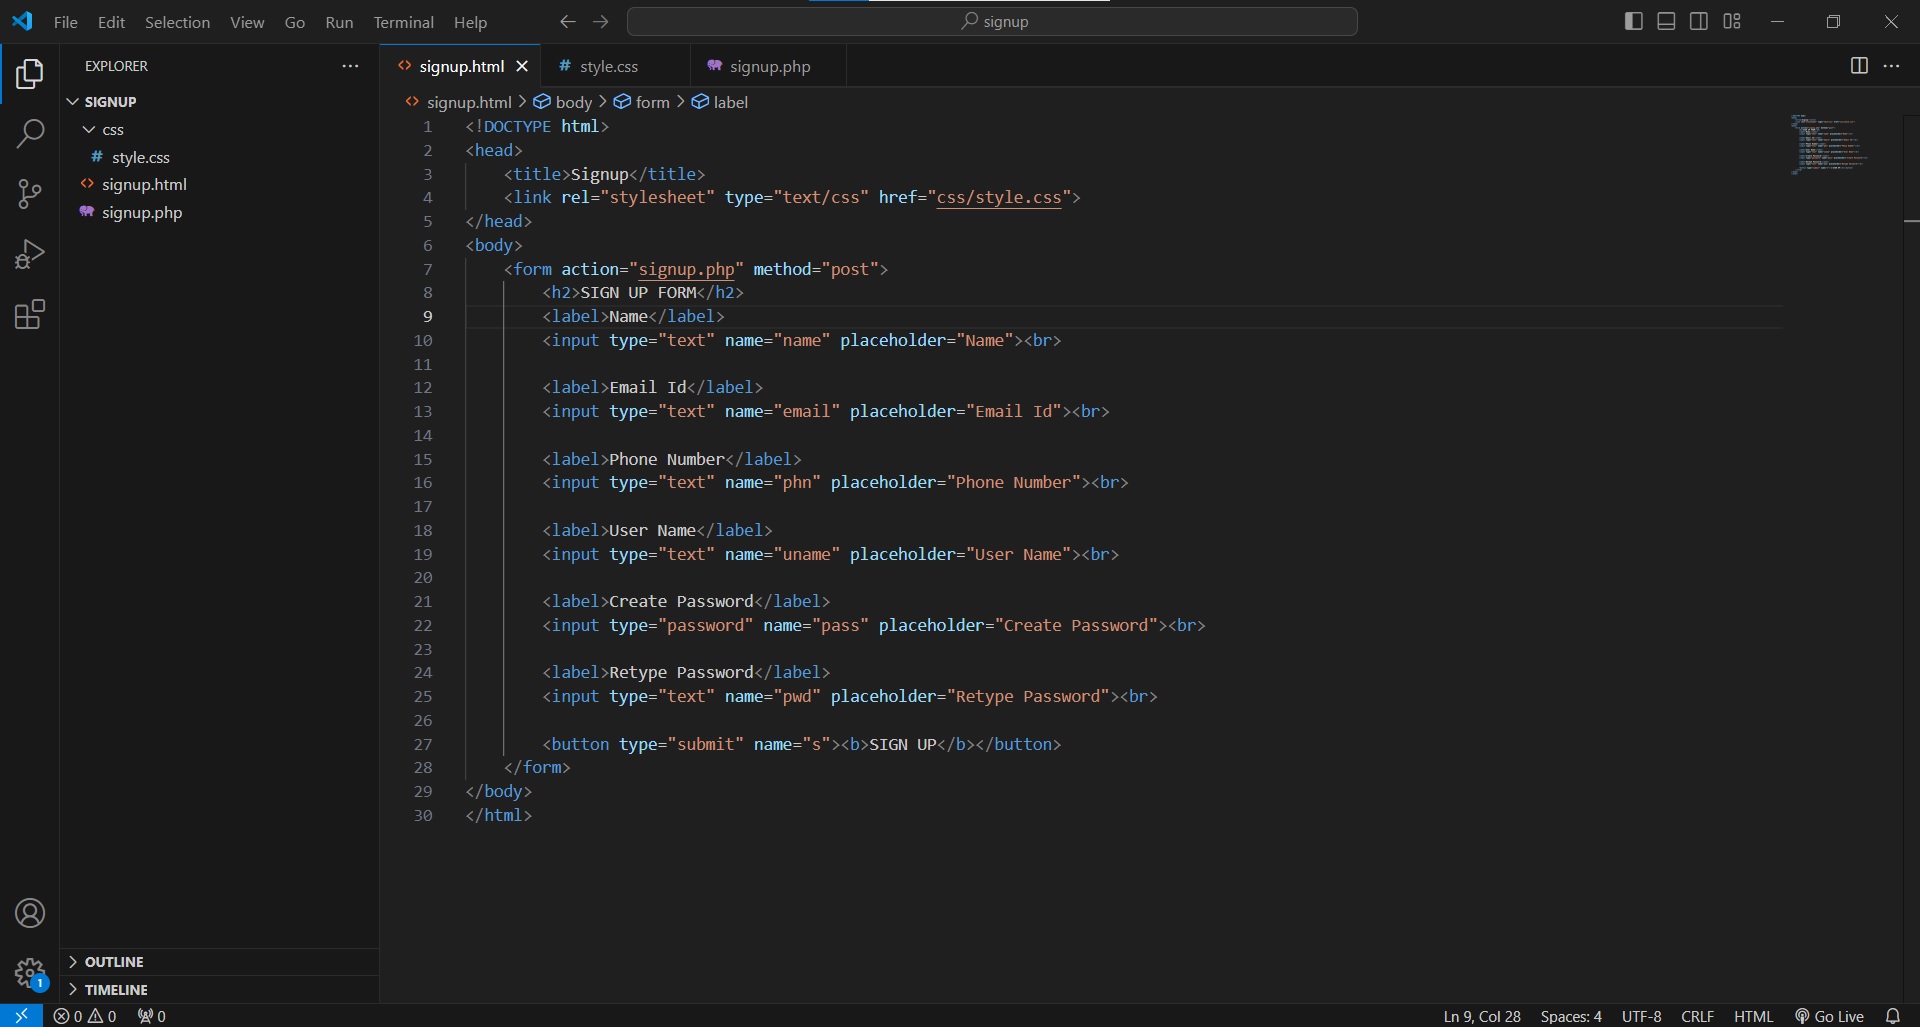 File Edit Selection View Go Run Terminal Help
signup
EXPLORER
SIGNUP
css
style.css
signup.html
signup.php
OUTLINE
TIMELINE
signup.html
style.css
signup.php
signup.html > body > form > label
1 <!DOCTYPE html>
2 <head>
3 <title>Signup</title>
4 <link rel="stylesheet" type="text/css" href="css/style.css">
5 </head>
6 <body>
7 <form action="signup.php" method="post">
8 <h2>SIGN UP FORM</h2>
9 <label>Name</label>
10 <input type="text" name="name" placeholder="Name"><br>
11
12 <label>Email Id</label>
13 <input type="text" name="email" placeholder="Email Id"><br>
14
15 <label>Phone Number</label>
16 <input type="text" name="phn" placeholder="Phone Number"><br>
17
18 <label>User Name</label>
19 <input type="text" name="uname" placeholder="User Name"><br>
20
21 <label>Create Password</label>
22 <input type="password" name="pass" placeholder="Create Password"><br>
23
24 <label>Retype Password</label>
25 <input type="text" name="pwd" placeholder="Retype Password"><br>
26
27 <button type="submit" name="s"><b>SIGN UP</b></button>
28 </form>
29 </body>
30 </html>
1
0 0 0
Ln 9, Col 28 Spaces: 4 UTF-8 CRLF HTML Go Live